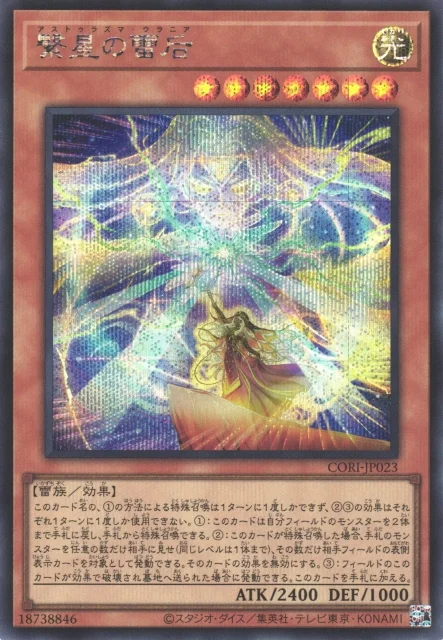 アストゥラズマ ウラニア
繁星の雷后
光
CORI-JP023
【雷族／効果】
このカード名の、①の方法による特殊召喚は1ターンに1度しかできず、②③の効果はそれ
ぞれ1ターンに1度しか使用できない。①：このカードは自分フィールドのモンスターを2体
まで手札に戻し、手札から特殊召喚できる。②：このカードが特殊召喚した場合、手札のモン
スターを任意の数だけ相手に見せ（同じレベルは1体まで）、その数だけ相手フィールドの表側
表示カードを対象として発動できる。そのカードの効果を無効にする。③：フィールドのこの
カードが効果で破壊され墓地へ送られた場合に発動できる。このカードを手札に加える。
ATK/2400 DEF/1000
18738846
©スタジオ・ダイス／集英社・テレビ東京・KONAMI